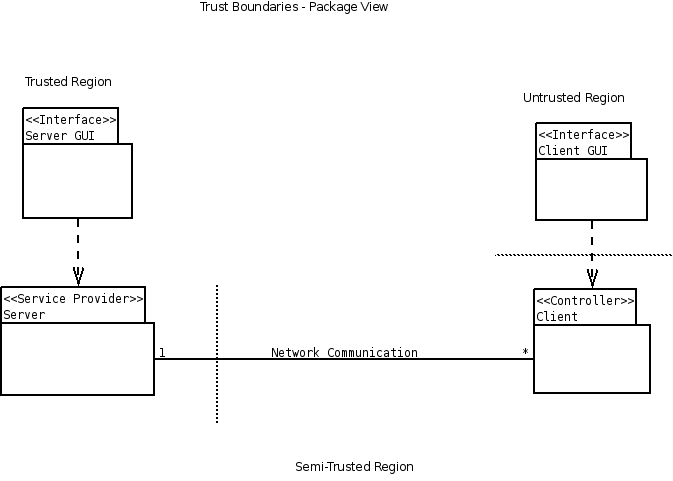 Trust Boundaries - Package View
Trusted Region
Untrusted Region
<<Interface>>
Server GUI
<<Interface>>
Client GUI
<<Service Provider>>
Server
<<Controller>>
Client
1
Network Communication
*
Semi-Trusted Region